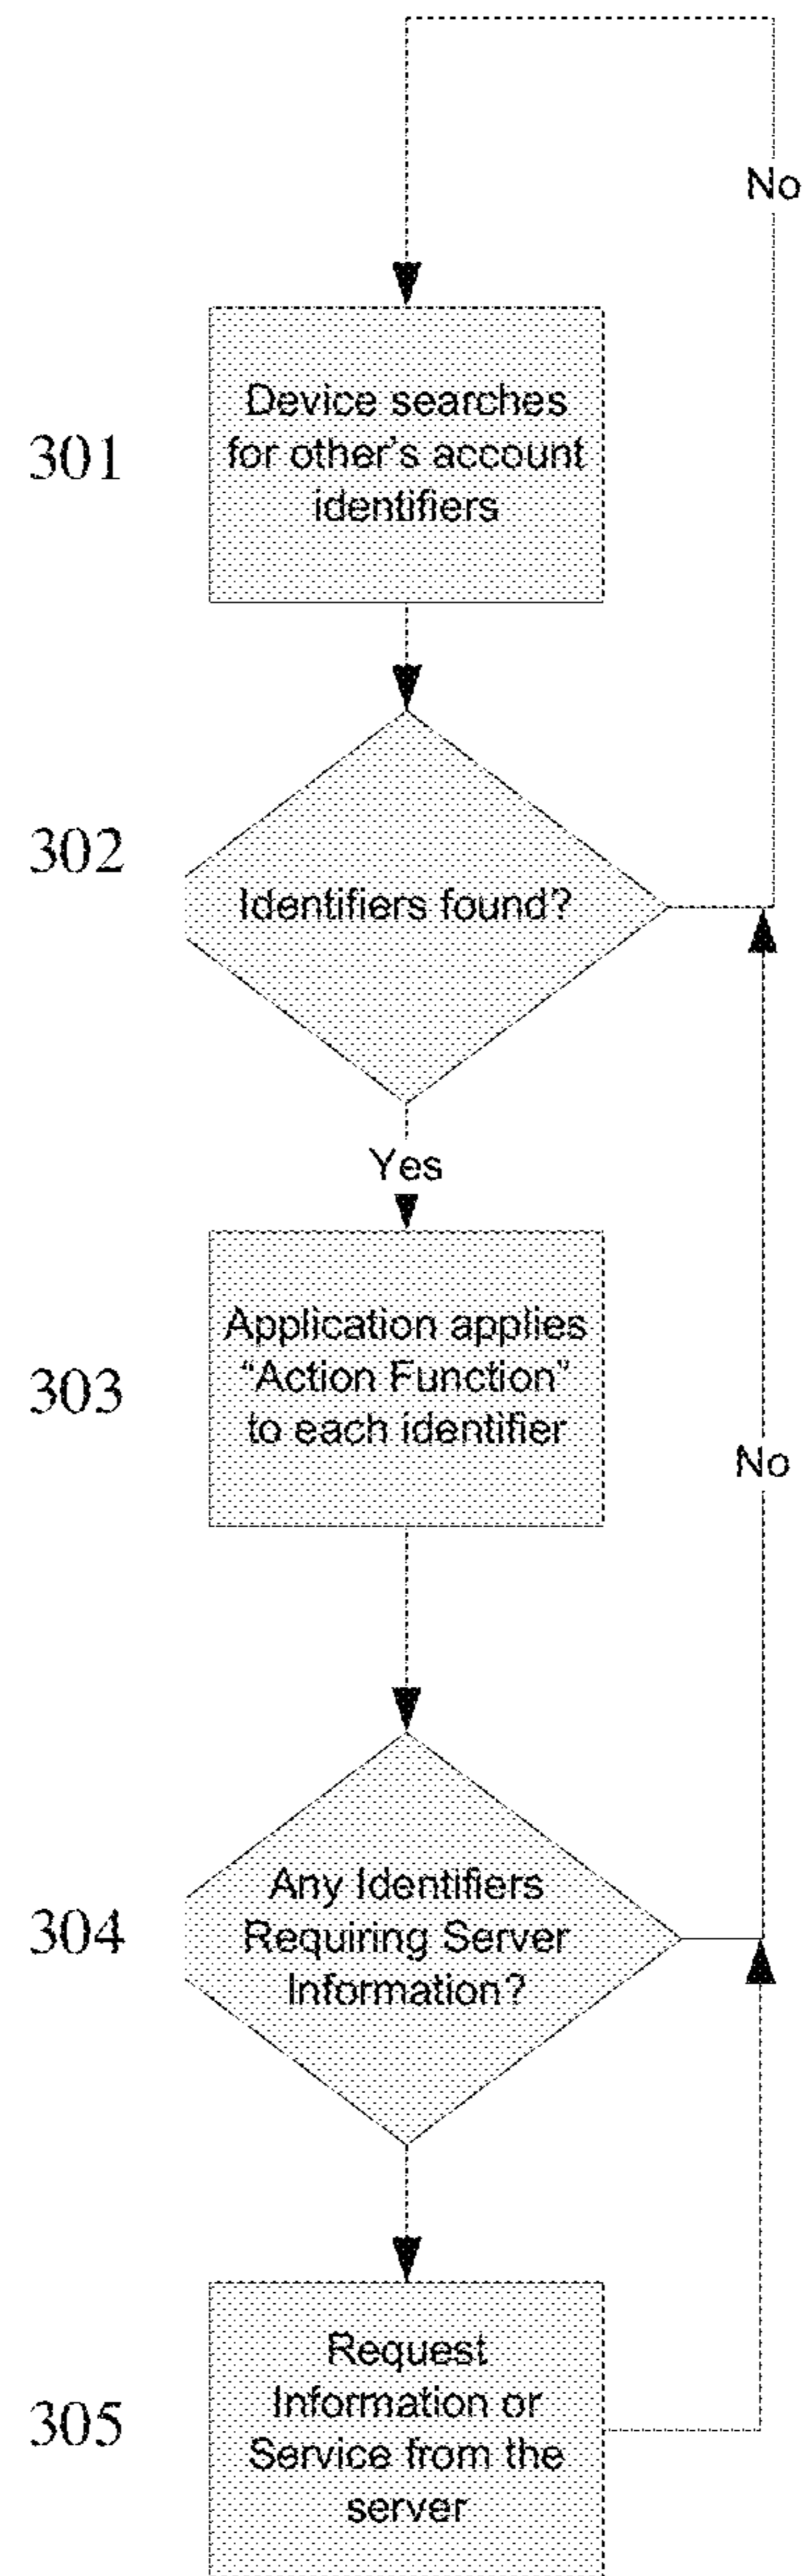 No
301
Device searches
for other's account
identifiers
302
Identifiers found?
Yes
303
Application applies
“Action Function”
to each identifier
No
304
Any Identifiers
Requiring Server
Information?
305
Request
Information or
Service from the
server